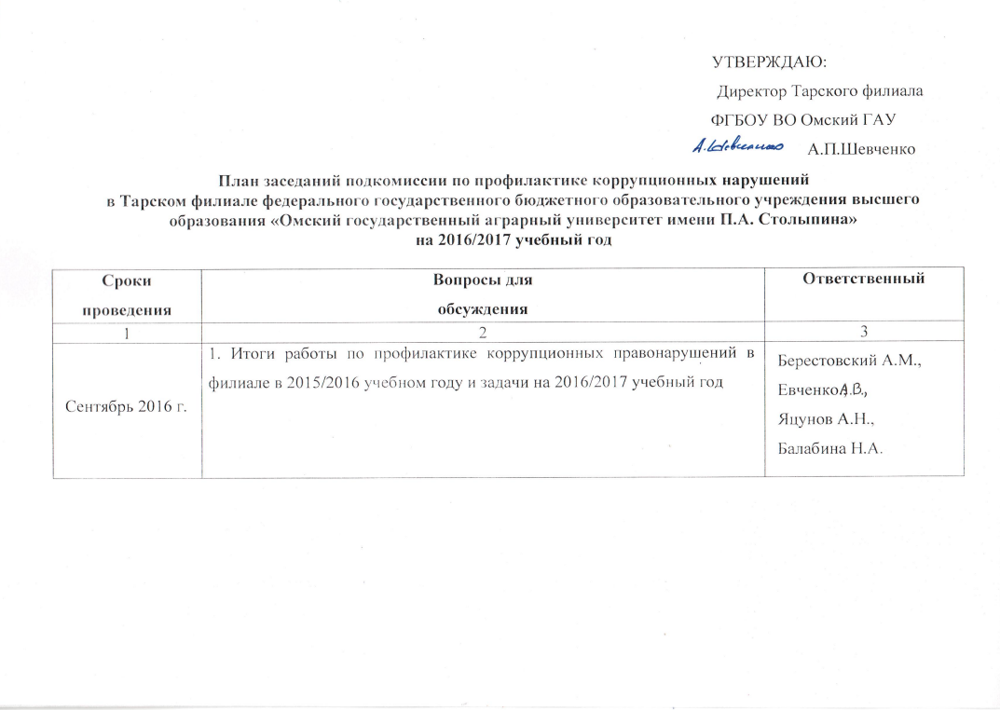 УТВЕРЖДАЮ:
Директор Тарского филиала
ФГБОУ ВО Омский ГАУ
А.Шевченко А.П.Шевченко
План заседаний подкомиссии по профилактике коррупционных нарушений
в Тарском филиале федерального государственного бюджетного образовательного учреждения высшего
образования «Омский государственный аграрный университет имени П.А. Столыпина»
на 2016/2017 учебный год
Сроки
проведения
Вопросы для
обсуждения
Ответственный
1
2
3
Сентябрь 2016 г.
1. Итоги работы по профилактике коррупционных правонарушений в
филиале в 2015/2016 учебном году и задачи на 2016/2017 учебный год
Берестовский А.М.,
Евченко А.В.,
Яцунов А.Н.,
Балабина Н.А.